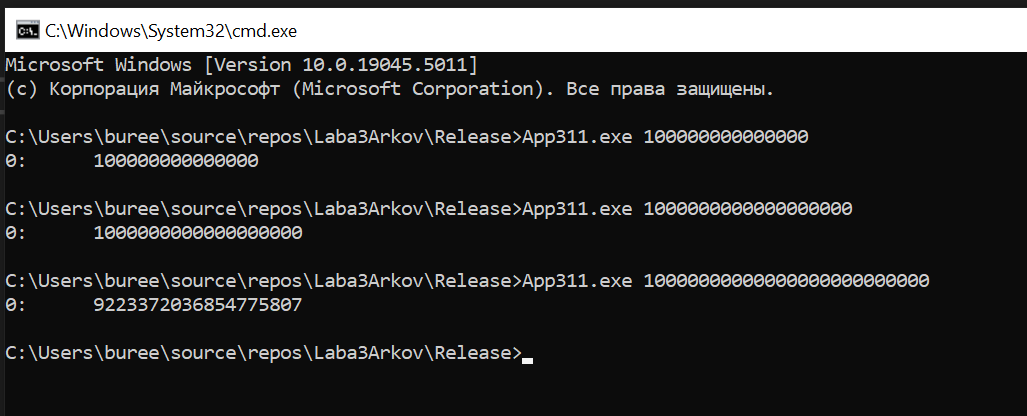 C:\Windows\System32\cmd.exe
Microsoft Windows [Version 10.0.19045.5011]
(c) Корпорация Майкрософт (Microsoft Corporation). Все права защищены.
C:\Users\buree\source\repos\Laba3Arkov\Release>App311.exe 100000000000000
0:      100000000000000
C:\Users\buree\source\repos\Laba3Arkov\Release>App311.exe 1000000000000000000
0:      1000000000000000000
C:\Users\buree\source\repos\Laba3Arkov\Release>App311.exe 10000000000000000000000000
0:      9223372036854775807
C:\Users\buree\source\repos\Laba3Arkov\Release>